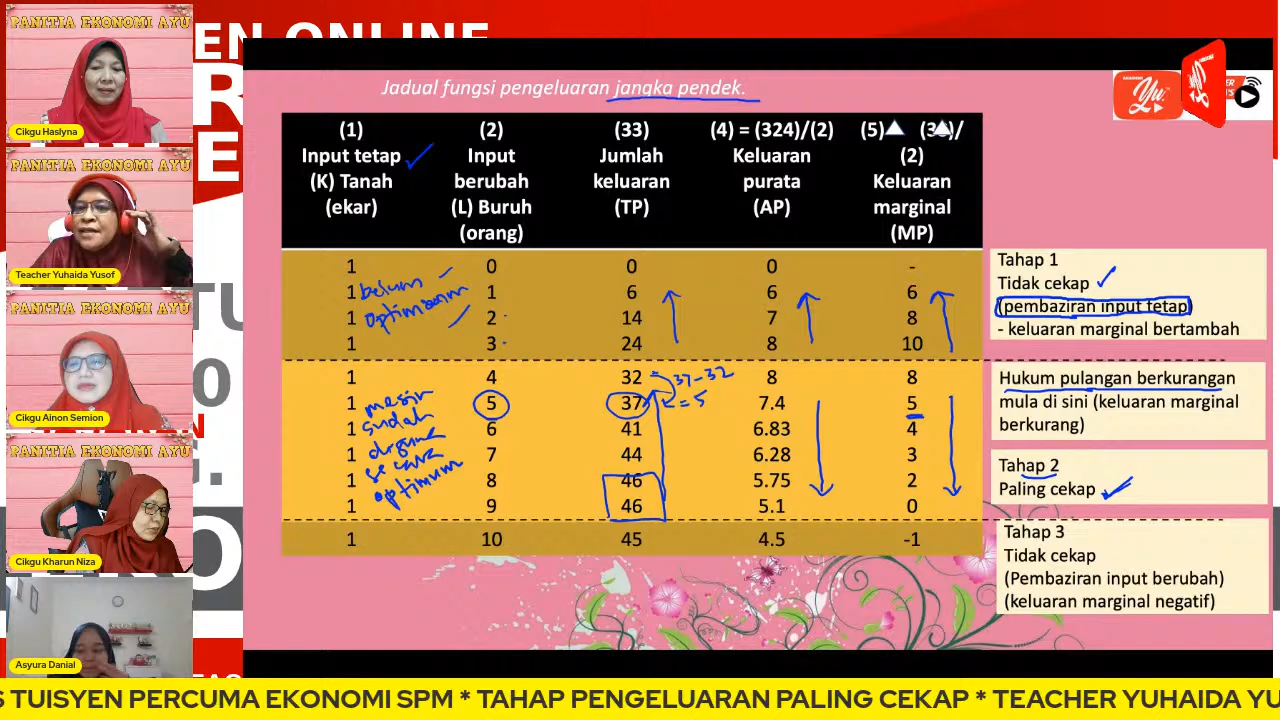 PANITIA EKONOMI AYU
Cikgu Haslyna
PANITIA EKONOMI AYU
Teacher Yuhaida Yusof
PANITIA EKONOMI AYU
Cikgu Ainon Semion
PANITIA EKONOMI AYU
Cikgu Kharun Niza
Asyura Danial
EN ONLINE
Jadual fungsi pengeluaran jangka pendek.
(1) Input tetap (K) Tanah (ekar)
(2) Input berubah (L) Buruh (orang)
(33) Jumlah keluaran (TP)
(4) = (324)/(2) Keluaran purata (AP)
(2) Keluaran marginal (MP)
1 0 0 0 -
1 1 6 6 6
1 2 14 7 8
1 3 24 8 10
1 4 32 8 8
1 5 37 7.4 5
1 6 41 6.83 4
1 7 44 6.28 3
1 8 46 5.75 2
1 9 46 5.1 0
1 10 45 4.5 -1
belum
optimum
37-32
= 5
mesin
sudah
secara
optimum
Tahap 1
Tidak cekap
(pembaziran input tetap)
- keluaran marginal bertambah
Hukum pulangan berkurangan
mula di sini (keluaran marginal
berkurang)
Tahap 2
Paling cekap
Tahap 3
Tidak cekap
(Pembaziran input berubah)
(keluaran marginal negatif)
S TUISYEN PERCUMA EKONOMI SPM * TAHAP PENGELUARAN PALING CEKAP * TEACHER YUHAIDA YU